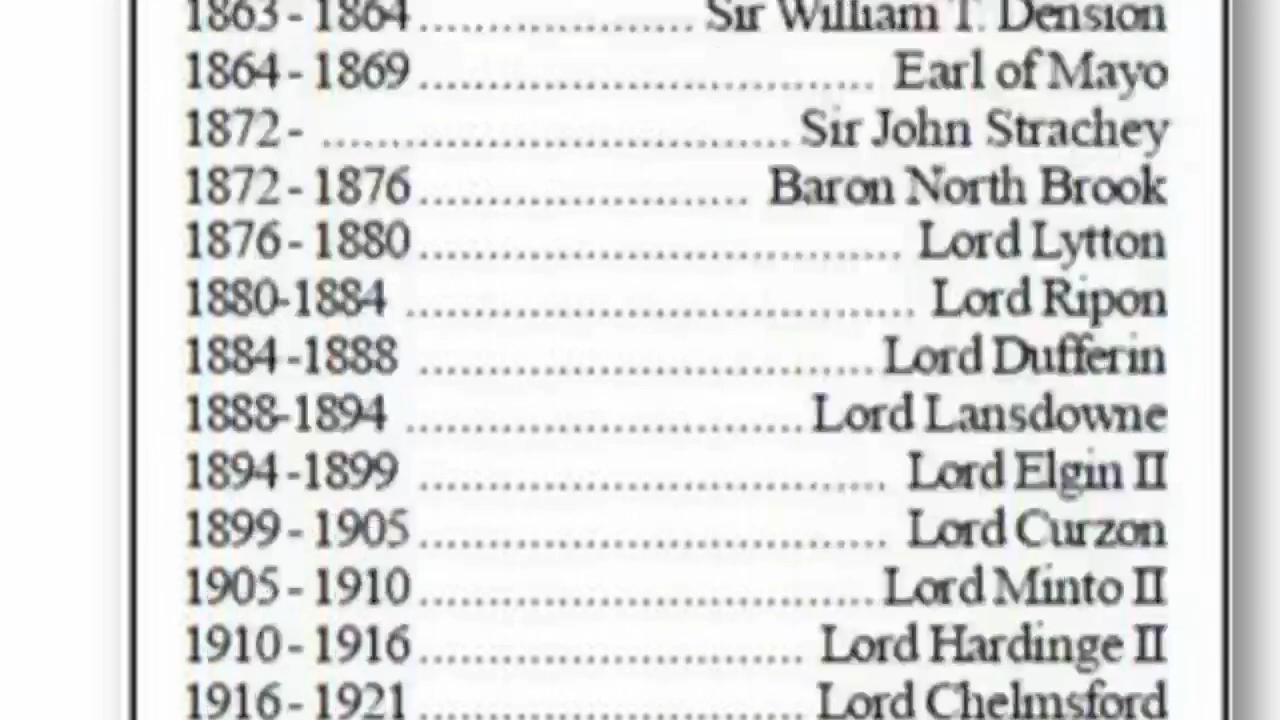 1863 - 1864 ........................ Sir William T. Dension
1864 - 1869 ........................ Earl of Mayo
1872 - ........................ Sir John Strachey
1872 - 1876 ........................ Baron North Brook
1876 - 1880 ........................ Lord Lytton
1880-1884 ........................ Lord Ripon
1884 -1888 ........................ Lord Dufferin
1888-1894 ........................ Lord Lansdowne
1894 -1899 ........................ Lord Elgin II
1899 - 1905 ........................ Lord Curzon
1905 - 1910 ........................ Lord Minto II
1910 - 1916 ........................ Lord Hardinge II
1916 - 1921 ........................ Lord Chelmsford